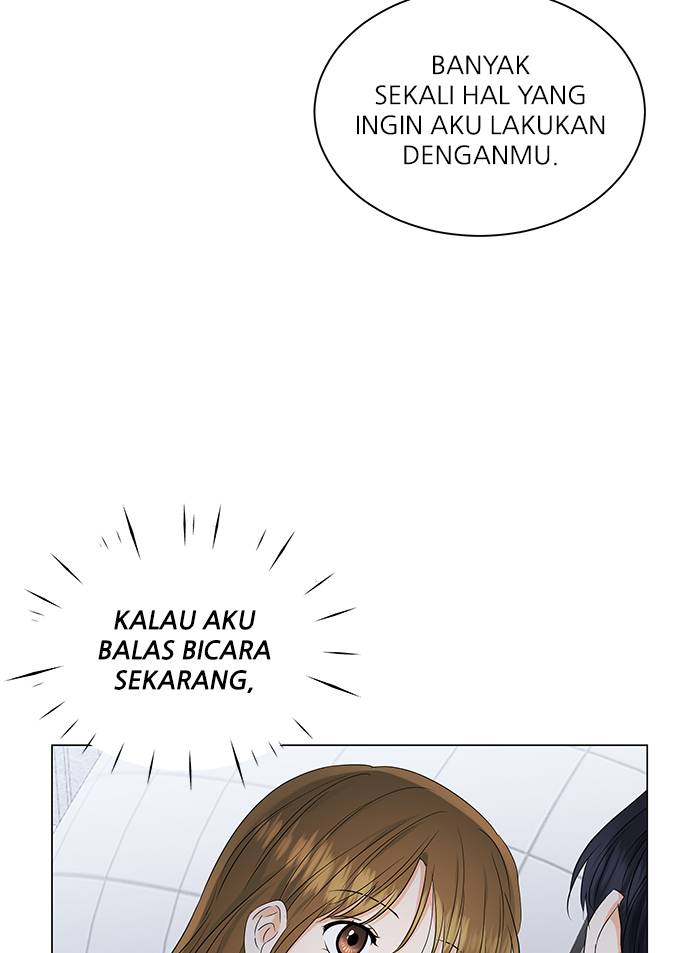 BANYAK
SEKALI HAL YANG
INGIN AKU LAKUKAN
DENGANMU.
KALAU AKU
BALAS BICARA
SEKARANG,